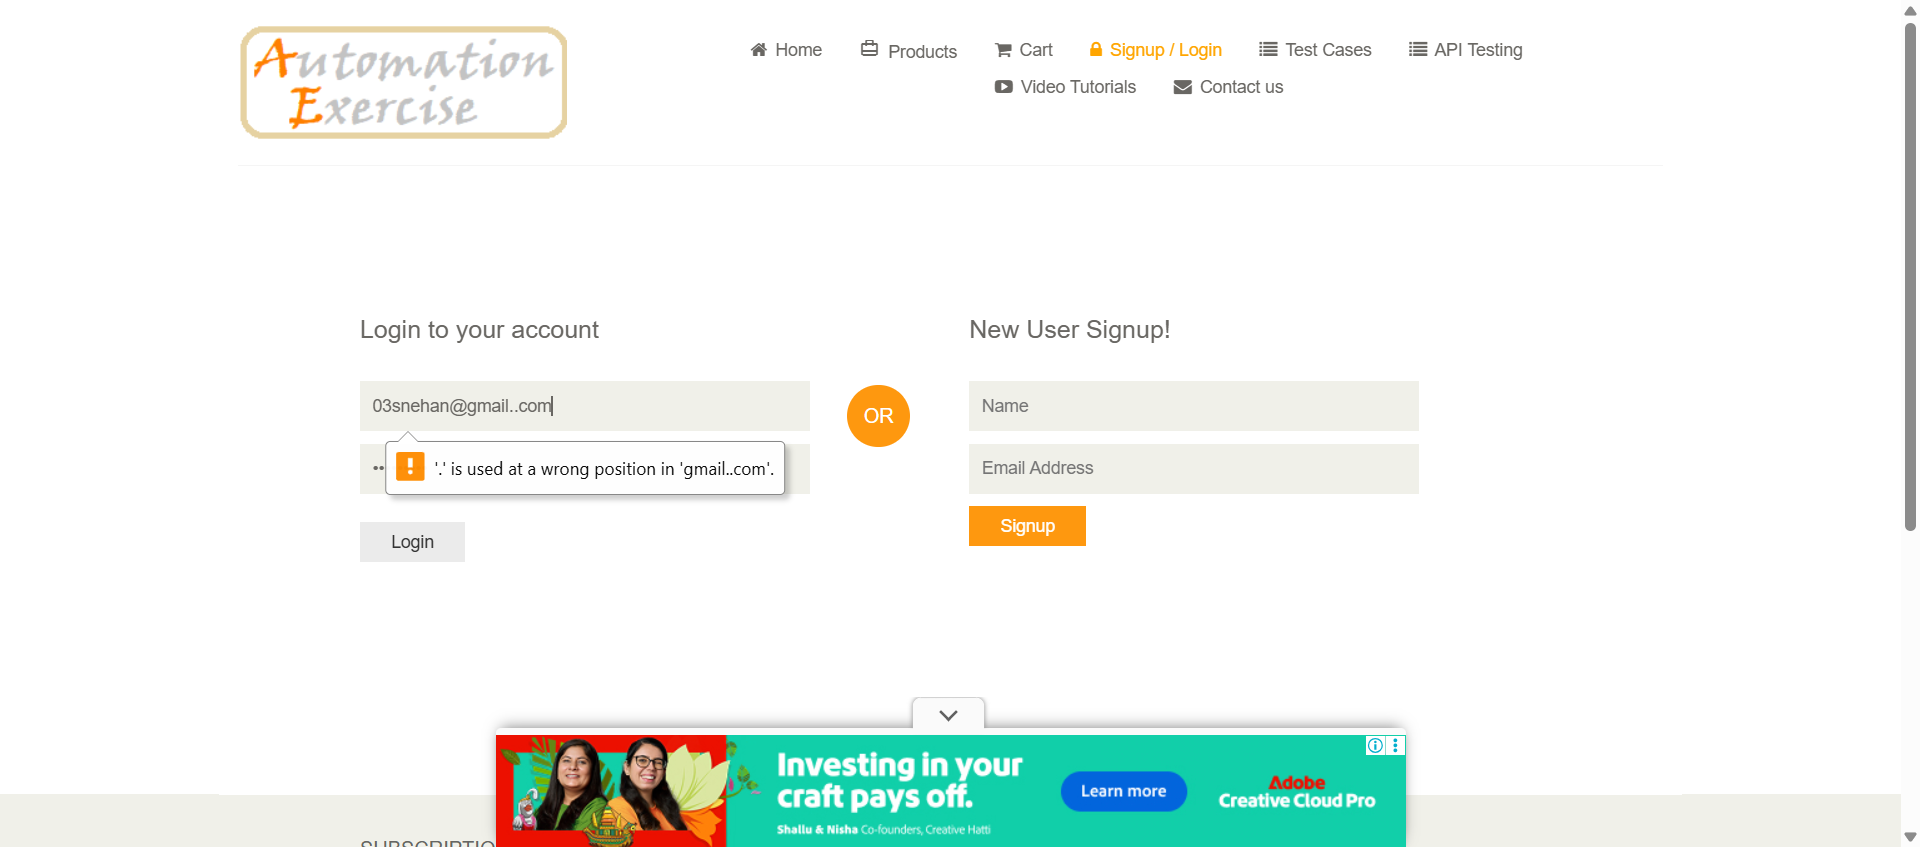 Automation
Exercise
Home
Products
Cart
Signup / Login
Test Cases
API Testing
Video Tutorials
Contact us
Login to your account
New User Signup!
03snehan@gmail..com
OR
Name
'.' is used at a wrong position in 'gmail..com'.
Email Address
Login
Signup
Investing in your
craft pays off.
Shallu & Nisha Co-founders, Creative Hatti
Learn more
Adobe
Creative Cloud Pro
SUBSCRIPTIO